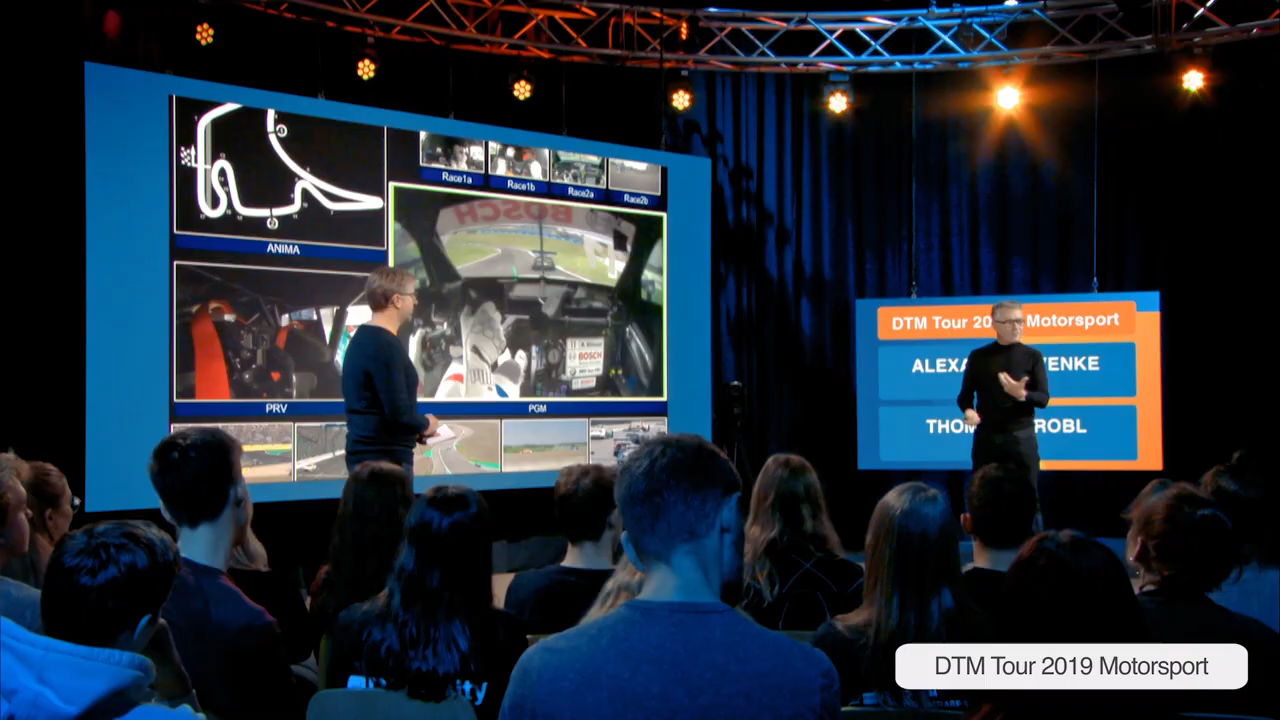 Race1a
Race1b
Race2a
Race2b
BOSCH
ANIMA
BOSCH
PRV
PGM
DTM Tour 20 Motorsport
ALEXA ENKE
THO ROBL
DTM Tour 2019 Motorsport